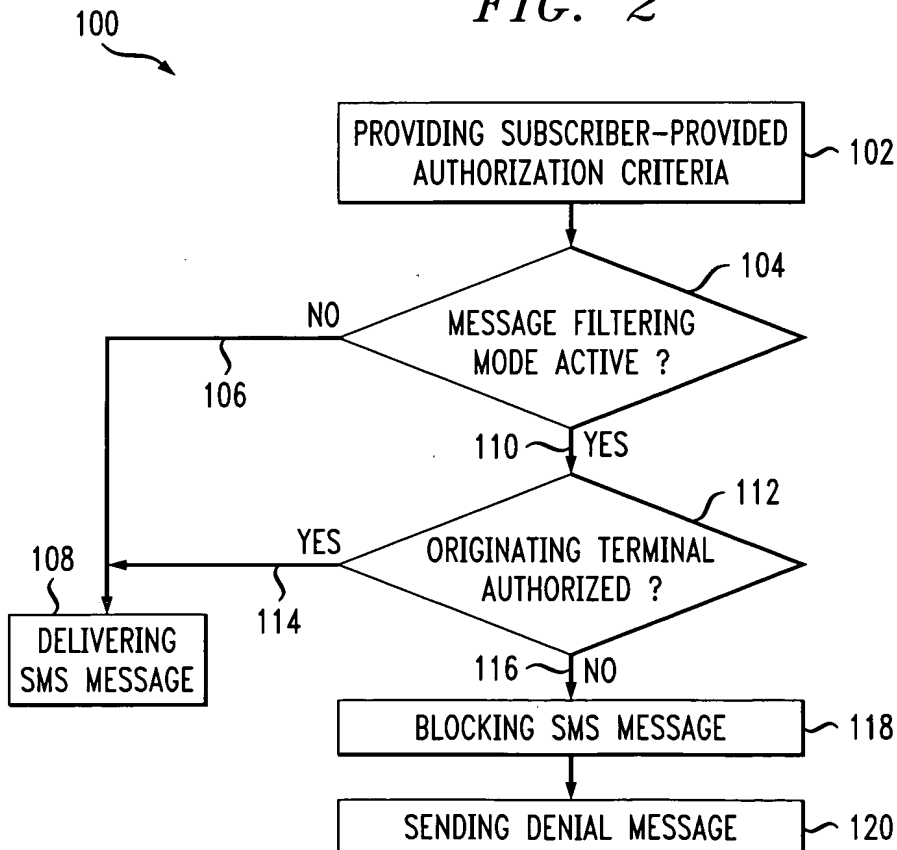 FIG. 2
100
PROVIDING SUBSCRIBER-PROVIDED
AUTHORIZATION CRITERIA
102
104
NO
MESSAGE FILTERING
MODE ACTIVE ?
106
110
YES
112
YES
ORIGINATING TERMINAL
AUTHORIZED ?
108
114
DELIVERING
SMS MESSAGE
116
NO
BLOCKING SMS MESSAGE
118
SENDING DENIAL MESSAGE
120